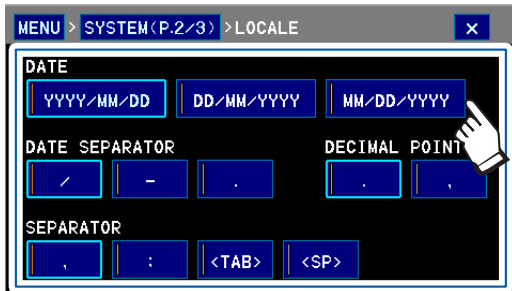 MENU > SYSTEM(P.2/3) >LOCALE ×
DATE
YYYY/MM/DD DD/MM/YYYY MM/DD/YYYY
DATE SEPARATOR DECIMAL POINT
/ - . . ,
SEPARATOR
, : <TAB> <SP>